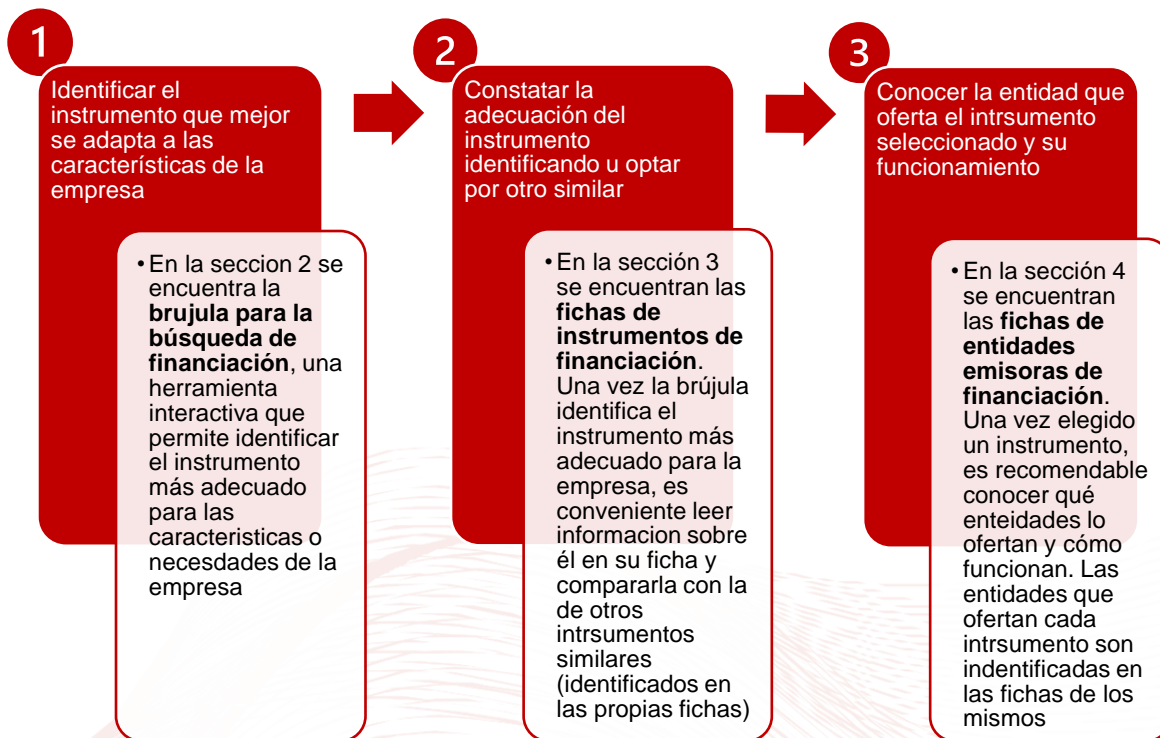 1
Identificar el
instrumento que mejor
se adapta a las
características de la
empresa
• En la seccion 2 se
encuentra la
brujula para la
búsqueda de
financiación, una
herramienta
interactiva que
permite identificar
el instrumento
más adecuado
para las
caracteristicas o
necesdades de la
empresa
2
Constatar la
adecuación del
instrumento
identificando u optar
por otro similar
• En la sección 3
se encuentran las
fichas de
instrumentos de
financiación.
Una vez la brújula
identifica el
instrumento más
adecuado para la
empresa, es
conveniente leer
informacion sobre
él en su ficha y
compararla con la
de otros
intrsumentos
similares
(identificados en
las propias fichas)
3
Conocer la entidad que
oferta el intrsumento
seleccionado y su
funcionamiento
• En la sección 4
se encuentran
las fichas de
entidades
emisoras de
financiación.
Una vez elegido
un instrumento,
es recomendable
conocer qué
enteidades lo
ofertan y cómo
funcionan. Las
entidades que
ofertan cada
intrsumento son
indentificadas en
las fichas de los
mismos